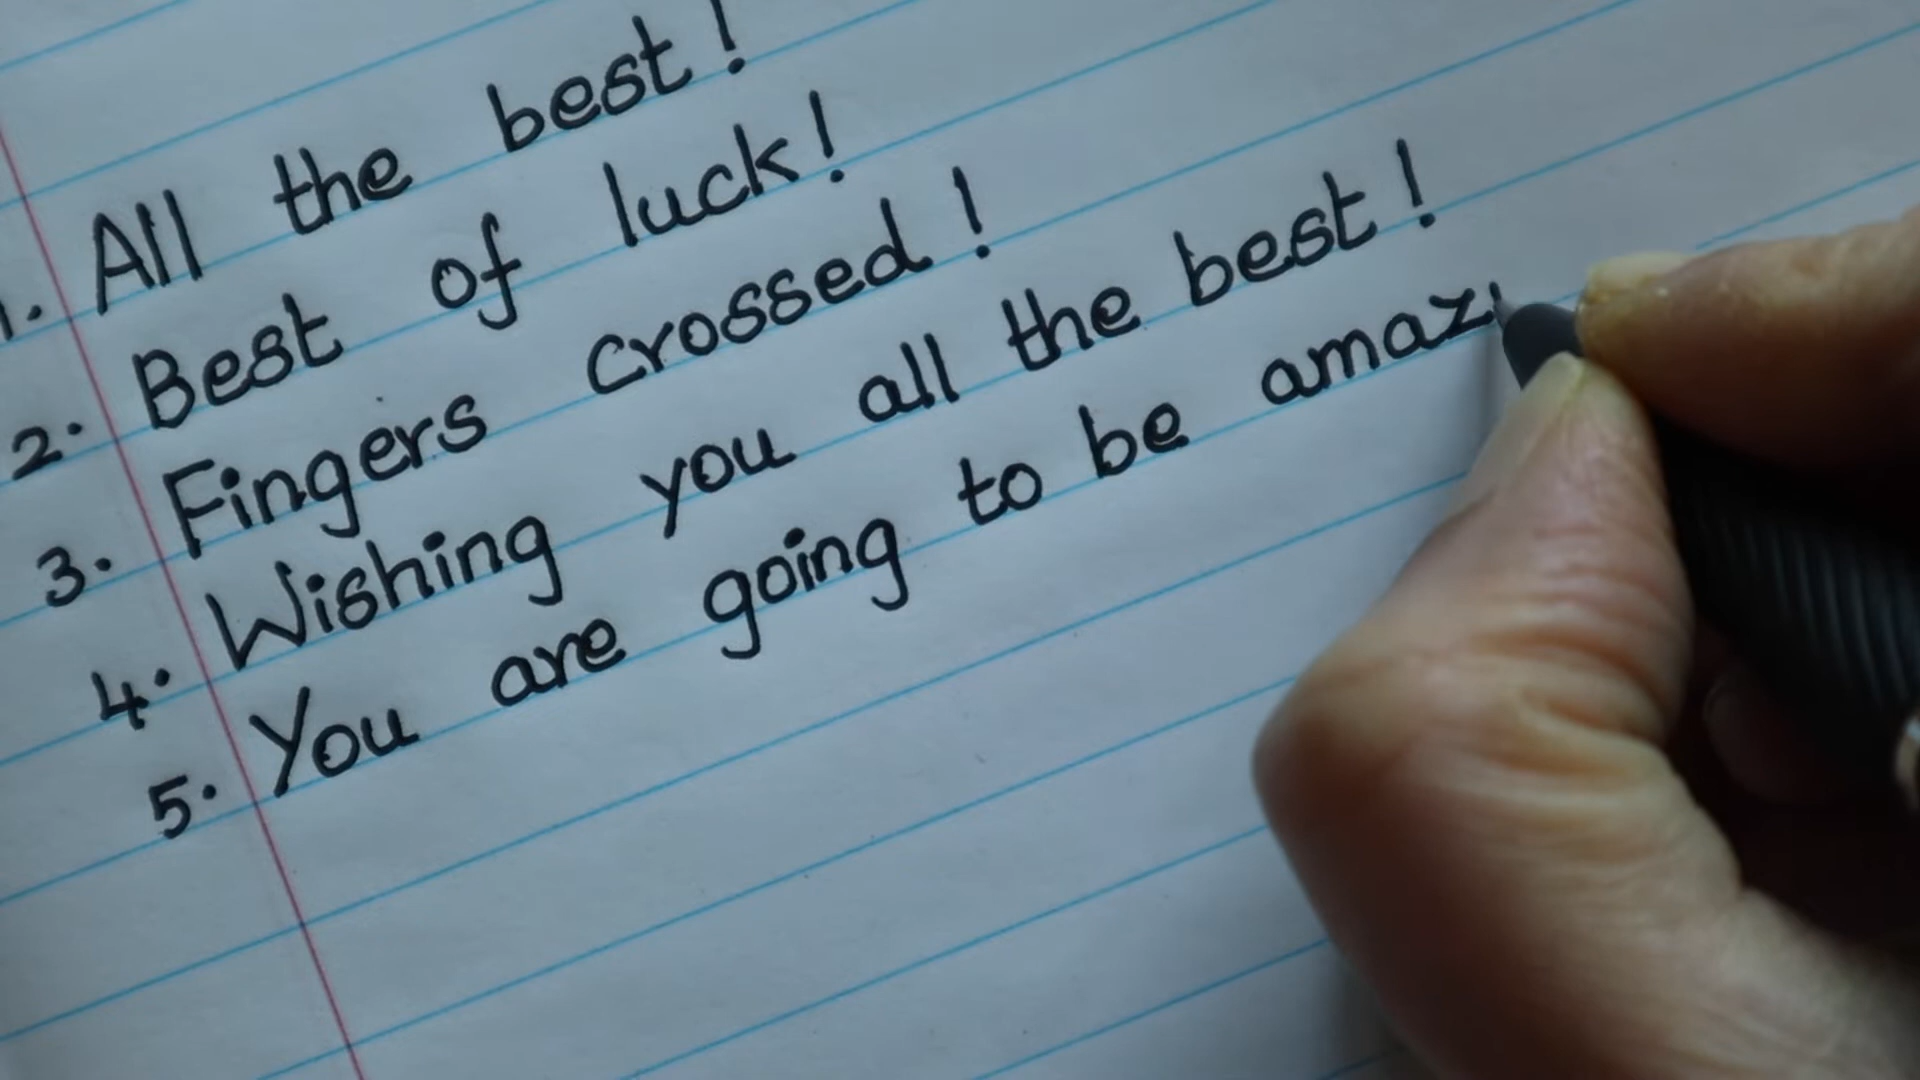 1. All the best!
2. Best of luck!
3. Fingers crossed!
4. Wishing you all the best!
5. You are going to be amazi